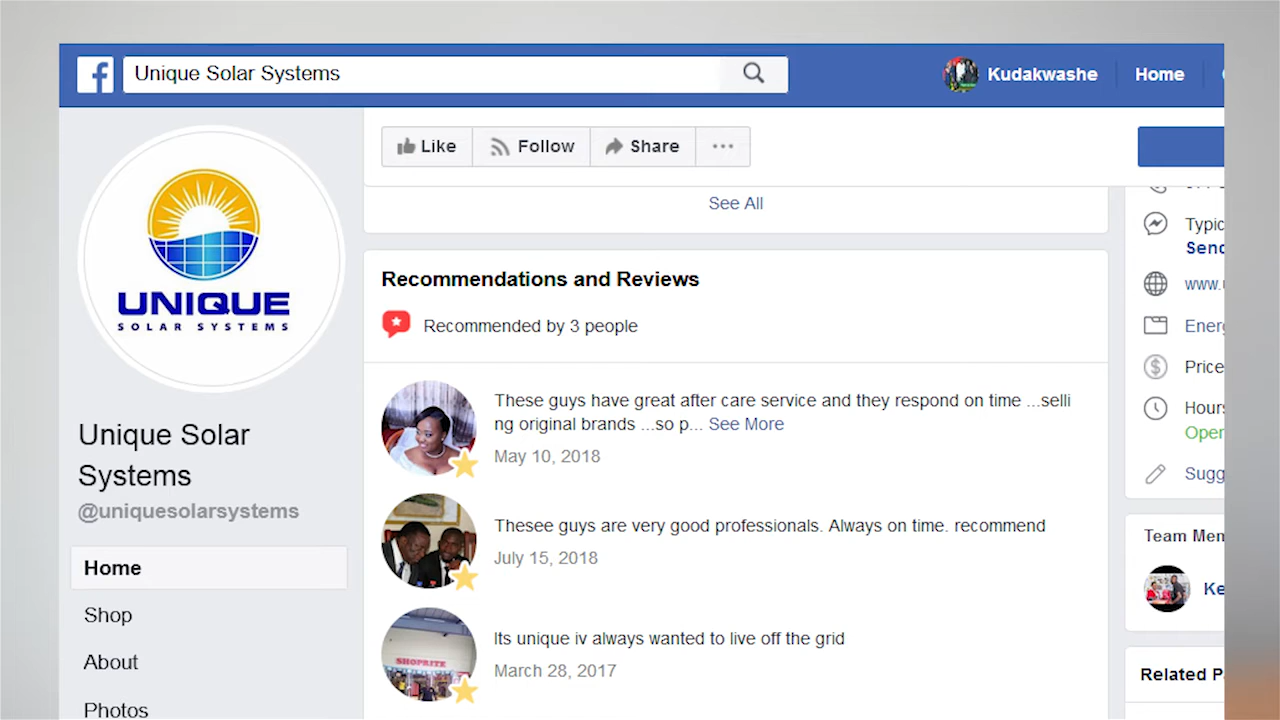 Unique Solar Systems
Kudakwashe
Home
Like
Follow
Share
See All
UNIQUE
SOLAR SYSTEMS
Unique Solar
Systems
@uniquesolarsystems
Home
Shop
About
Photos
Recommendations and Reviews
Recommended by 3 people
These guys have great after care service and they respond on time ...selli
ng original brands ...so p... See More
May 10, 2018
Thesee guys are very good professionals. Always on time. recommend
July 15, 2018
SHOPRITE
Its unique iv always wanted to live off the grid
March 28, 2017
Typic
Send
www.
Energ
Price
Hours
Open
Sugg
Team Mem
Ke
Related P